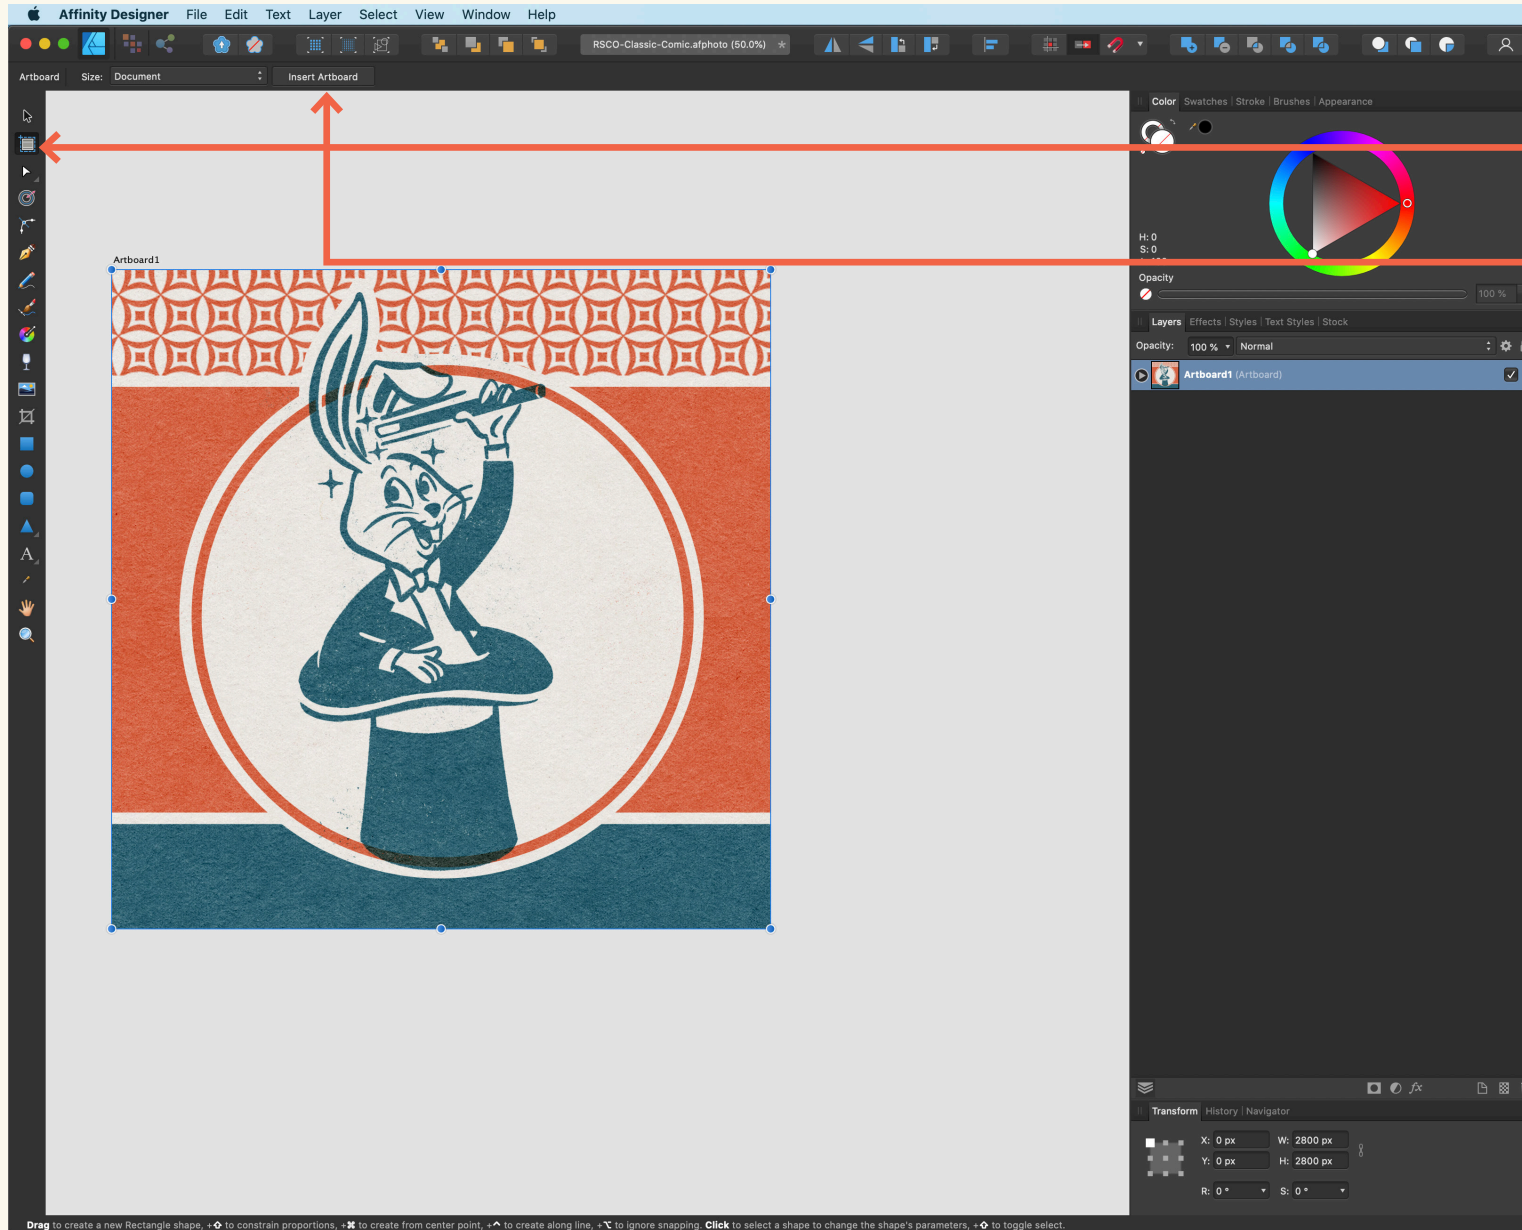 Affinity Designer File Edit Text Layer Select View Window Help
RSCO-Classic-Comic.afphoto (50.0%)
Artboard Size: Document Insert Artboard
Color Swatches Stroke Brushes Appearance
H: 0
S: 0
Opacity
100 %
Artboard1
Layers Effects Styles Text Styles Stock
Opacity: 100 % Normal
Artboard1 (Artboard)
A
fx
Transform History Navigator
X: 0 px W: 2800 px
Y: 0 px H: 2800 px
R: 0 ° S: 0 °
Drag to create a new Rectangle shape, +⇧ to constrain proportions, +⌘ to create from center point, +^ to create along line, +⌥ to ignore snapping. Click to select a shape to change the shape's parameters, +⇧ to toggle select.